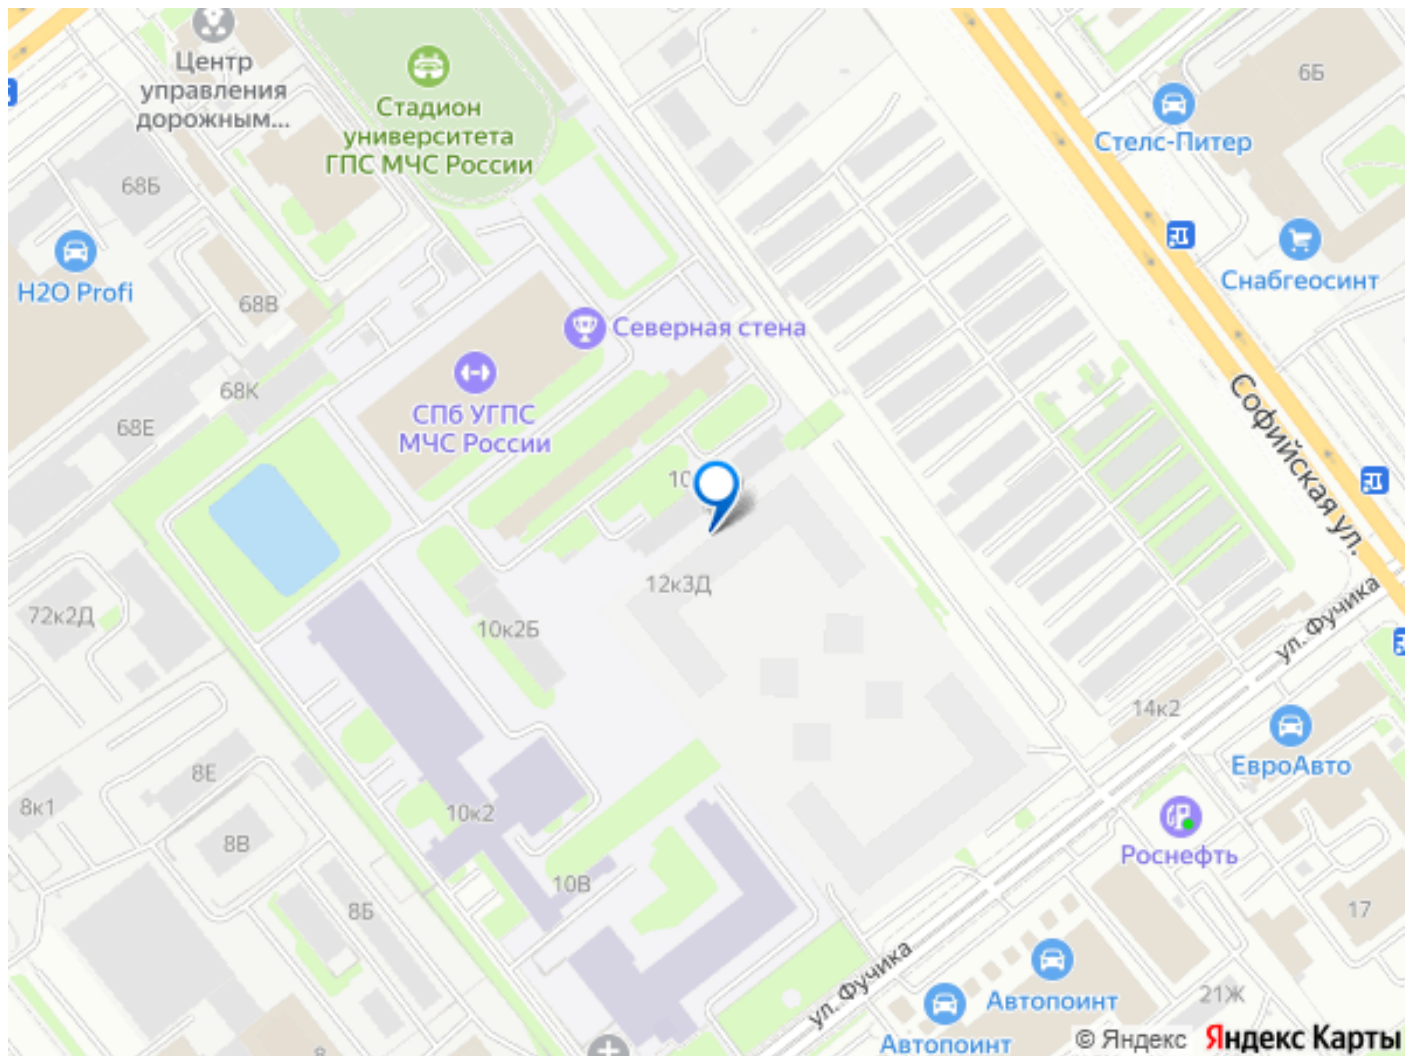 Центр
управления
дорожным...
Стадион
университета
ГПС МЧС России
6Б
Стелс-Питер
68Б
H2O Profi
68В
Снабгеосинт
Северная стена
68К
СПб УГПС
МЧС России
68Е
Софийская ул.
12к3Д
72к2Д
10к2Б
ул. Фучика
14к2
ЕвроАвто
8Е
8к1
10к2
8В
Роснефть
10В
8Б
17
ул. Фучика
21Ж
Автопоинт
Автопоинт
8
© Яндекс Яндекс Карты